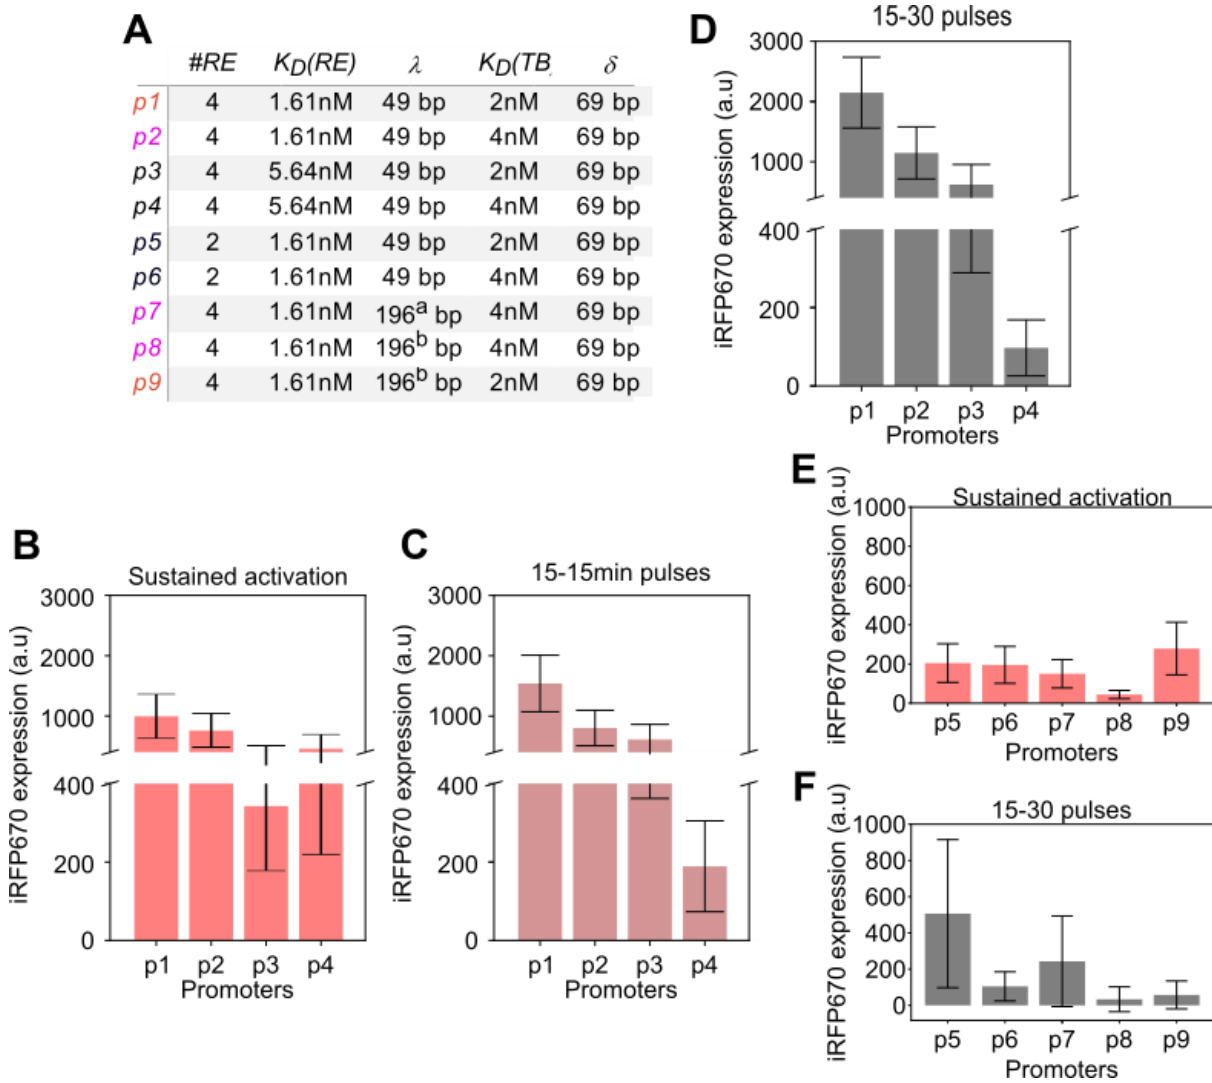 A
#RE K_D(RE) λ K_D(TB) δ
p1 4 1.61nM 49 bp 2nM 69 bp
p2 4 1.61nM 49 bp 4nM 69 bp
p3 4 5.64nM 49 bp 2nM 69 bp
p4 4 5.64nM 49 bp 4nM 69 bp
p5 2 1.61nM 49 bp 2nM 69 bp
p6 2 1.61nM 49 bp 4nM 69 bp
p7 4 1.61nM 196^a bp 4nM 69 bp
p8 4 1.61nM 196^b bp 4nM 69 bp
p9 4 1.61nM 196^b bp 2nM 69 bp
B
Sustained activation
iRFP670 expression (a.u)
3000
2000
1000
400
200
0
p1 p2 p3 p4
Promoters
C
15-15min pulses
iRFP670 expression (a.u)
3000
2000
1000
400
200
0
p1 p2 p3 p4
Promoters
D
15-30 pulses
iRFP670 expression (a.u)
3000
2000
1000
400
200
0
p1 p2 p3 p4
Promoters
E
Sustained activation
iRFP670 expression (a.u)
1000
800
600
400
200
0
p5 p6 p7 p8 p9
Promoters
F
15-30 pulses
iRFP670 expression (a.u)
1000
800
600
400
200
0
p5 p6 p7 p8 p9
Promoters